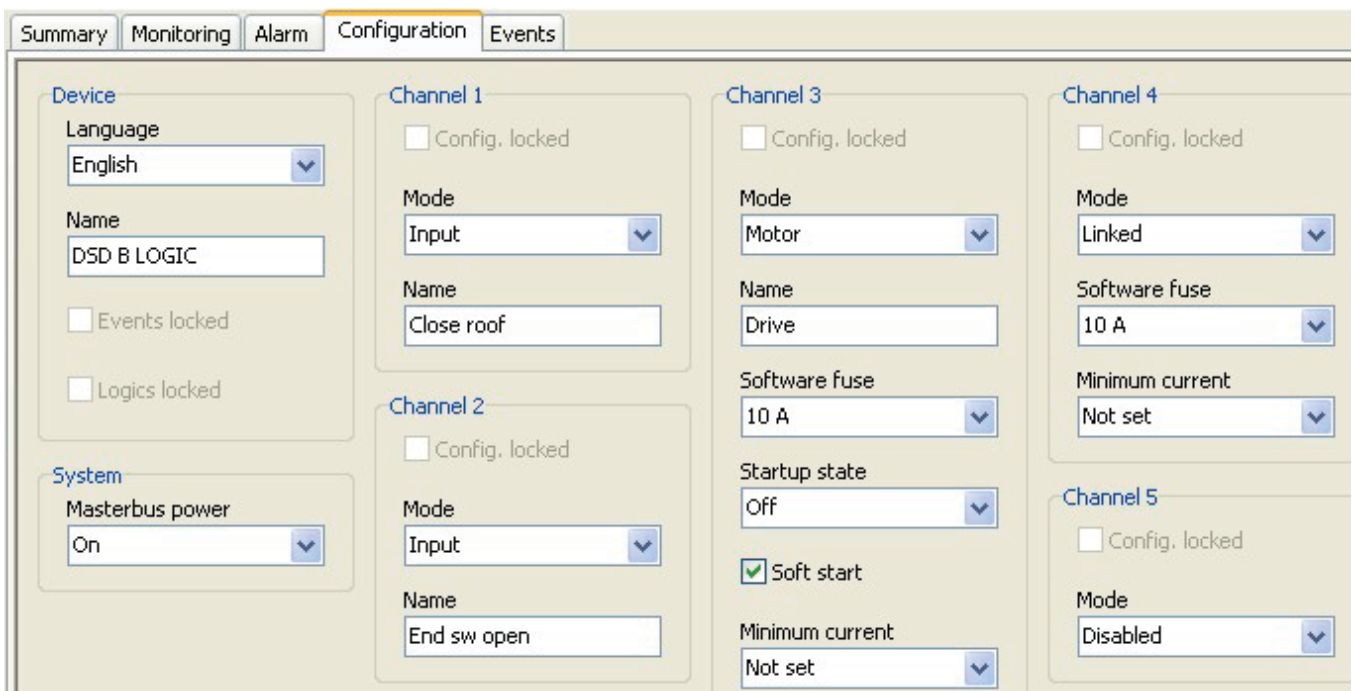 Summary Monitoring Alarm Configuration Events
Device
Language
English
Name
DSD B LOGIC
Events locked
Logics locked
System
Masterbus power
On
Channel 1
Config. locked
Mode
Input
Name
Close roof
Channel 2
Config. locked
Mode
Input
Name
End sw open
Channel 3
Config. locked
Mode
Motor
Name
Drive
Software fuse
10 A
Startup state
Off
Soft start
Minimum current
Not set
Channel 4
Config. locked
Mode
Linked
Software fuse
10 A
Minimum current
Not set
Channel 5
Config. locked
Mode
Disabled